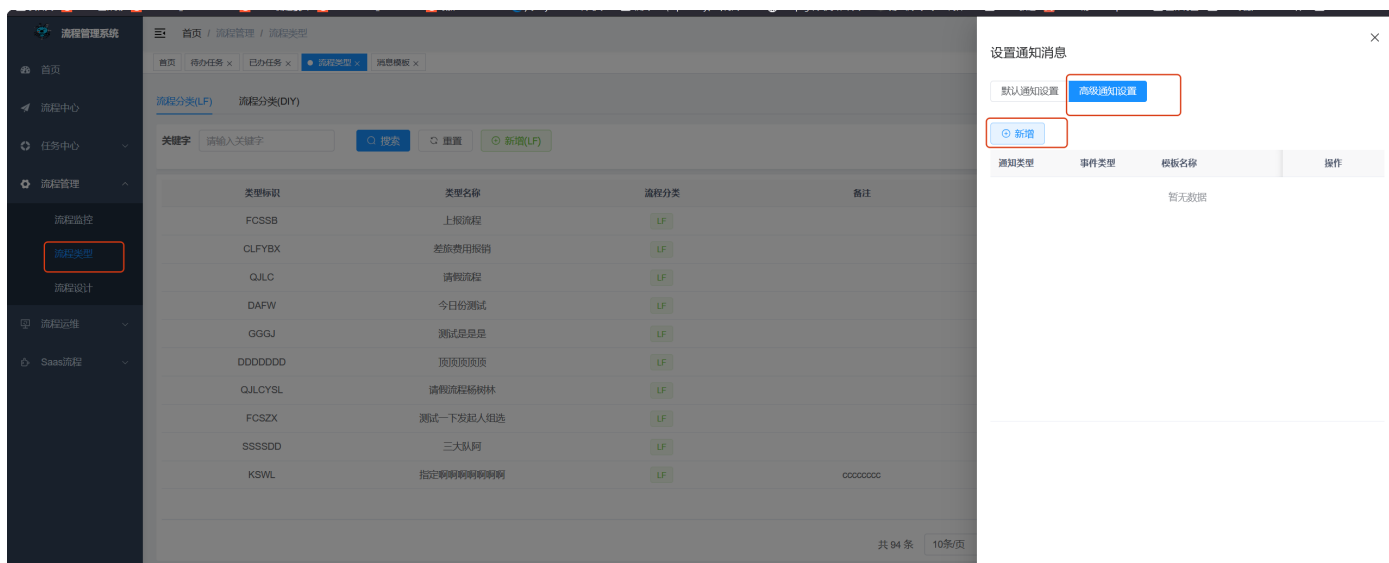 流程管理系统
首页 / 流程管理 / 流程类型
首页
待办任务 ×
已办任务 ×
流程类型 ×
消息模板 ×
首页
流程中心
任务中心
流程管理
流程监控
流程类型
流程设计
流程运维
Saas流程
流程分类(LF)
流程分类(DIY)
关键字 请输入关键字 搜索 重置 新增(LF)
类型标识 类型名称 流程分类 备注
FCSSB 上报流程 LF
CLFYBX 差旅费用报销 LF
QJLC 请假流程 LF
DAFW 今日份测试 LF
GGGJ 测试是是是 LF
DDDDDDD 顶顶顶顶顶 LF
QJLCYSL 请假流程杨树林 LF
FCSZX 测试一下发起人组选 LF
SSSSDD 三大队阿 LF
KSWL 指定啊啊啊啊啊啊啊 LF cccccccc
共 94 条 10条/页
设置通知消息
默认通知设置 高级通知设置
新增
通知类型 事件类型 模板名称 操作
暂无数据